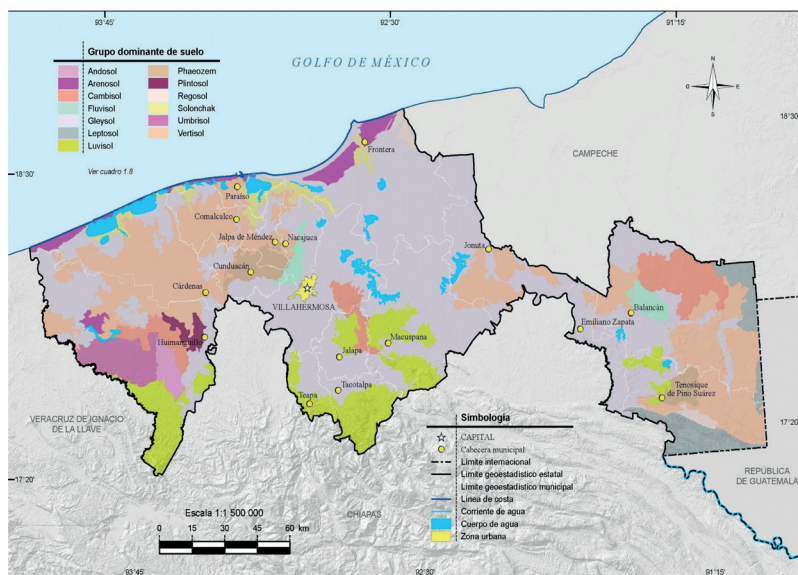 93°45
92°30
91°15
Grupo dominante de suelo
Andosol
Arenosol
Cambisol
Fluvisol
Gleysol
Leptosol
Luvisol
Phaeozem
Plintosol
Regosol
Solonchak
Umbrisol
Vertisol
Ver cuadro 1.8
GOLFO DE MÉXICO
N
O
E
S
18°30
18°30
CAMPECHE
Frontera
Paraíso
Comalcalco
Jalpa de Méndez
Nacajuca
Jonuta
Cunduacán
Cárdenas
VILLAHERMOSA
Balancán
Emiliano Zapata
Huimanguillo
Macuspana
Jalapa
Tacotalpa
Teapa
Tenosique
de Pino Suárez
VERACRUZ DE IGNACIO
DE LA LLAVE
17°20
17°20
REPÚBLICA
DE GUATEMALA
CHIAPAS
Simbología
CAPITAL
Cabecera municipal
Límite internacional
Límite geoestadístico estatal
Límite geoestadístico municipal
Línea de costa
Corriente de agua
Cuerpo de agua
Zona urbana
Escala 1:1 500 000
0 15 30 45 60 km
93°45
92°30
91°15